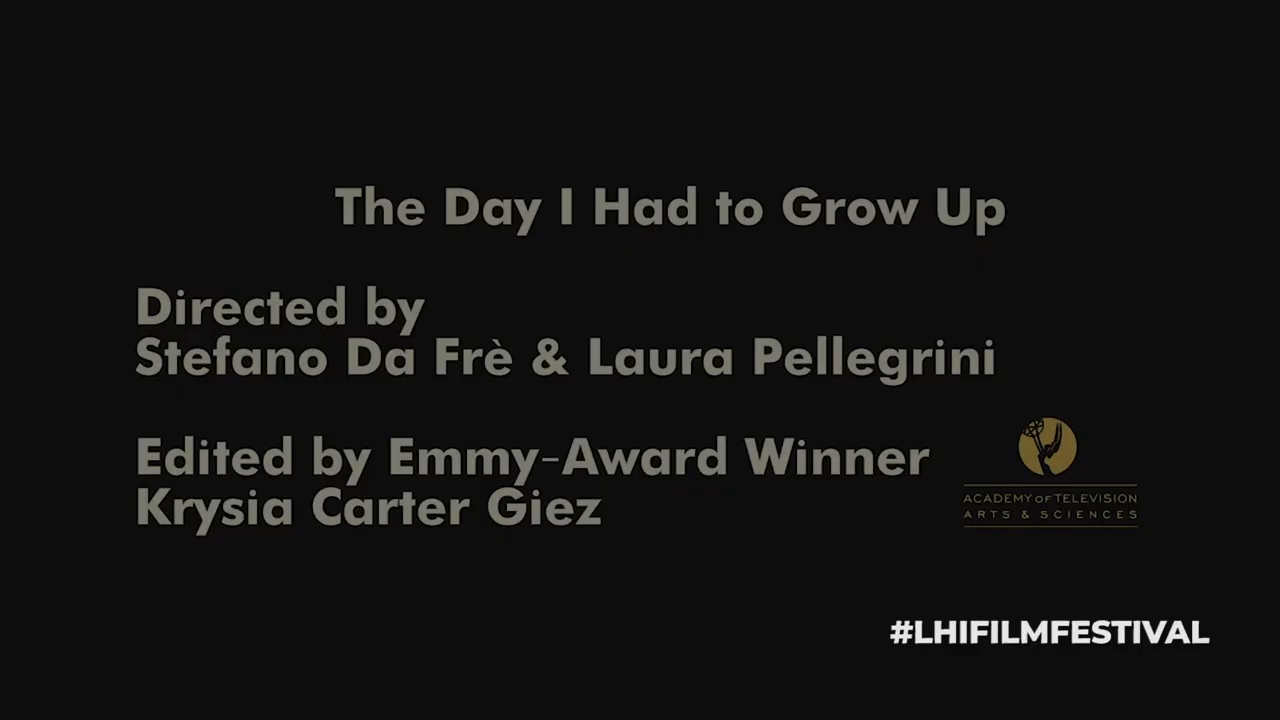 The Day I Had to Grow Up
Directed by
Stefano Da Frè & Laura Pellegrini
Edited by Emmy-Award Winner
Krysia Carter Giez
ACADEMY OF TELEVISION
ARTS & SCIENCES
#LHIFILMFESTIVAL